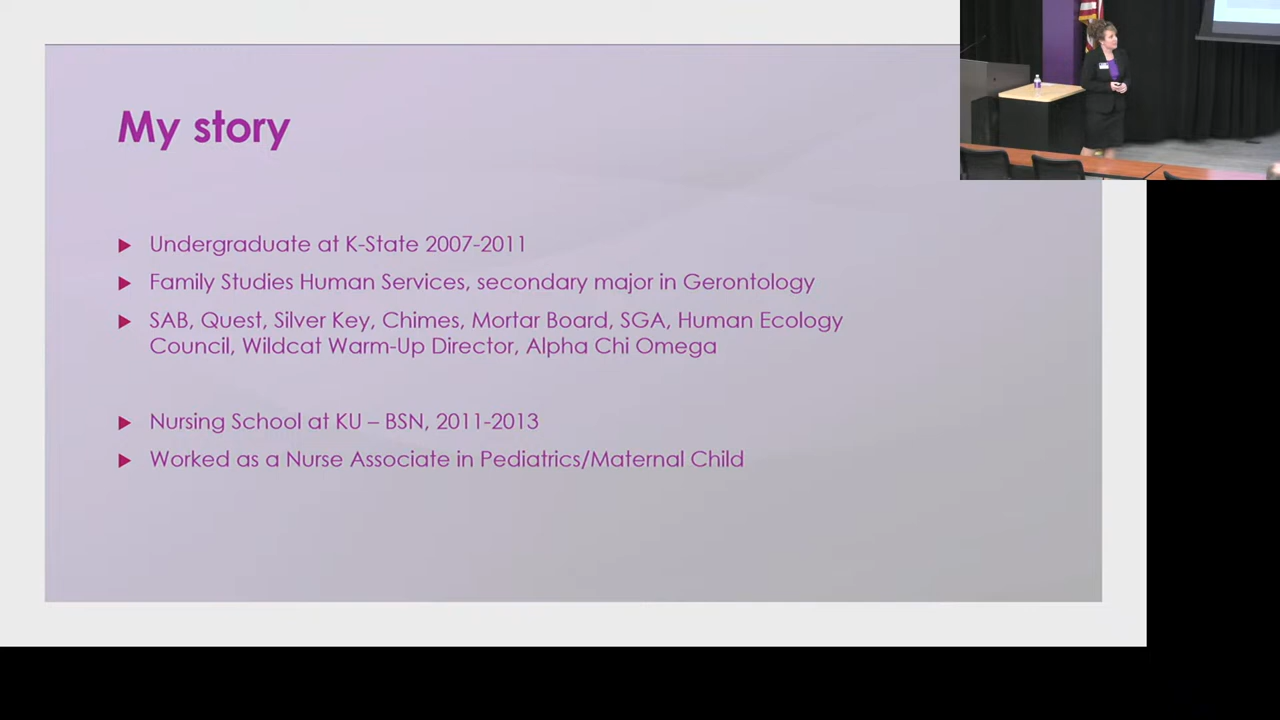 My story
Undergraduate at K-State 2007-2011
Family Studies Human Services, secondary major in Gerontology
SAB, Quest, Silver Key, Chimes, Mortar Board, SGA, Human Ecology
Council, Wildcat Warm-Up Director, Alpha Chi Omega
Nursing School at KU – BSN, 2011-2013
Worked as a Nurse Associate in Pediatrics/Maternal Child